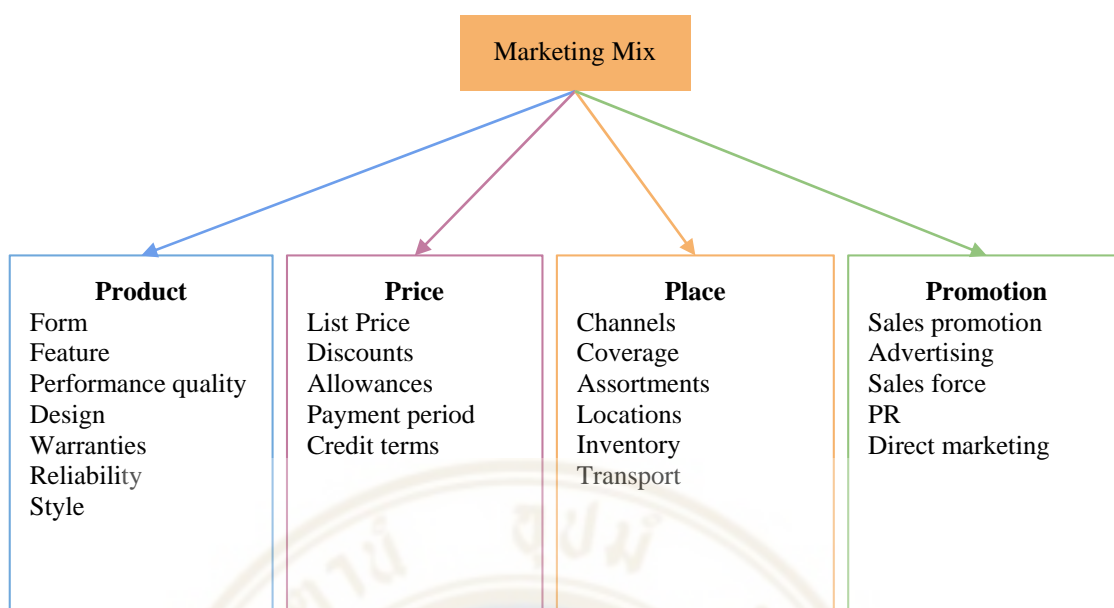 Marketing Mix
Product
Form
Feature
Performance quality
Design
Warranties
Reliability
Style
Price
List Price
Discounts
Allowances
Payment period
Credit terms
Place
Channels
Coverage
Assortments
Locations
Inventory
Transport
Promotion
Sales promotion
Advertising
Sales force
PR
Direct marketing